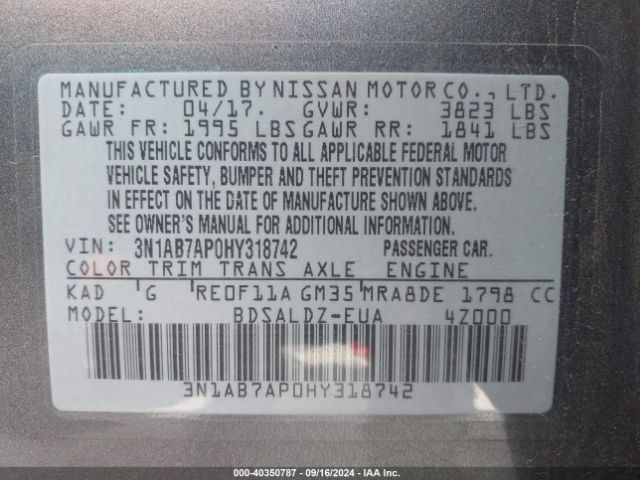 MANUFACTURED BY NISSAN MOTOR CO., LTD.
DATE: 04/17. GVWR: 3823 LBS
GAWR FR: 1995 LBS GAWR RR: 1841 LBS
THIS VEHICLE CONFORMS TO ALL APPLICABLE FEDERAL MOTOR
VEHICLE SAFETY, BUMPER AND THEFT PREVENTION STANDARDS
IN EFFECT ON THE DATE OF MANUFACTURE SHOWN ABOVE.
SEE OWNER'S MANUAL FOR ADDITIONAL INFORMATION.
VIN: 3N1AB7AP0HY318742 PASSENGER CAR.
COLOR TRIM TRANS AXLE ENGINE
KAD G RE0F11A GM35 MRA8DE 1798 CC
MODEL: BDSALDZ-EUA 4Z000
3N1AB7AP0HY318742
000-40350787 - 09/16/2024 - IAA Inc.